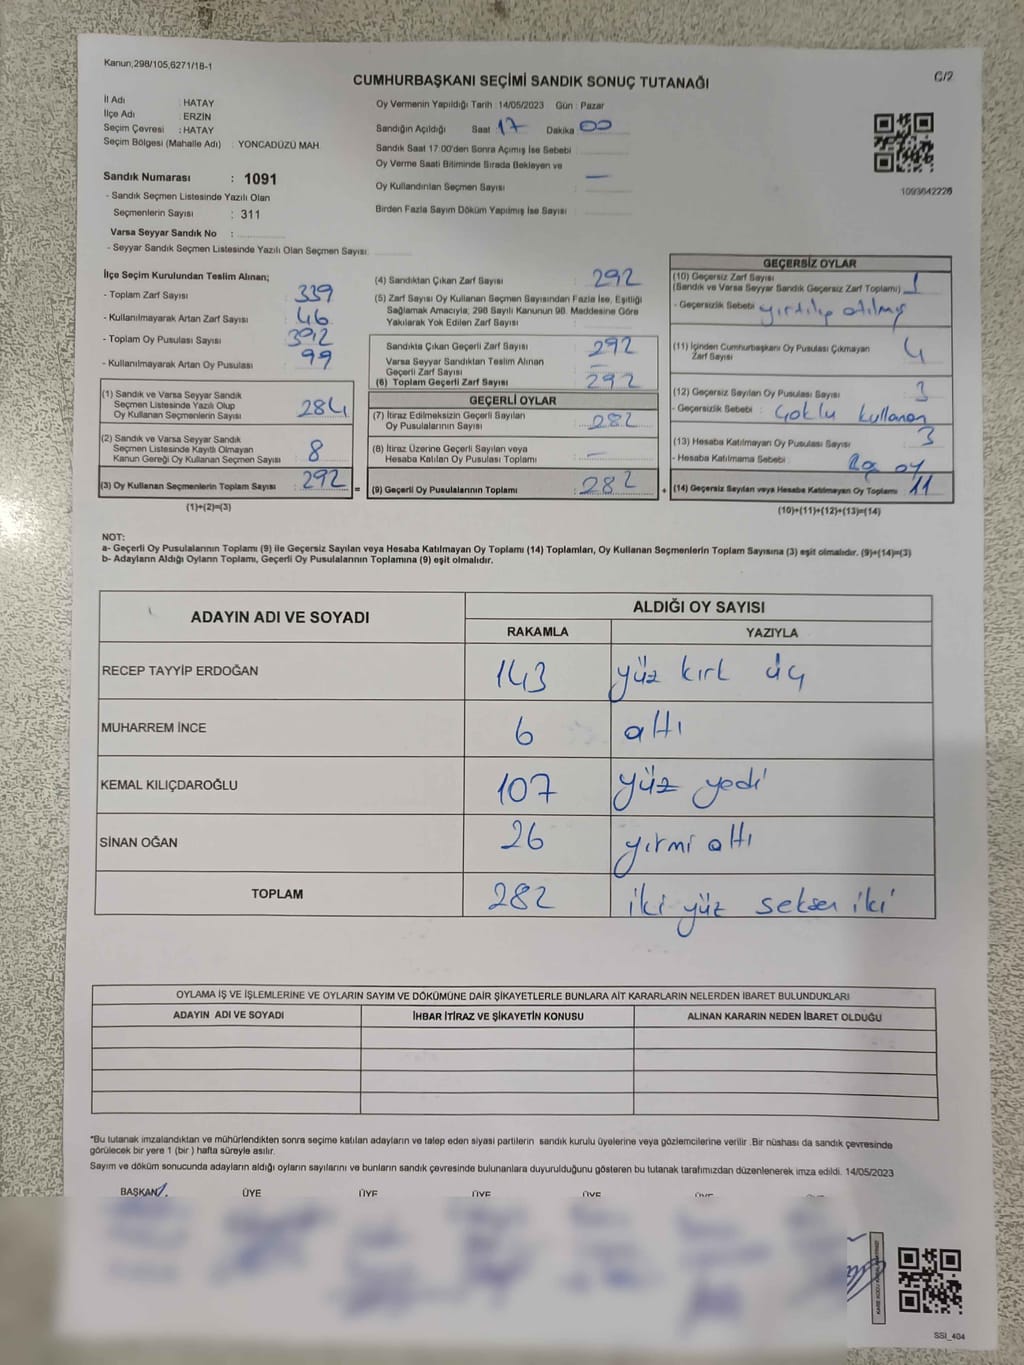 Kanun,298/105,6271/18-1
CUMHURBAŞKANI SEÇİMİ SANDIK SONUÇ TUTANAĞI
C/2
İl Adı : HATAY
İlçe Adı : ERZİN
Seçim Çevresi : HATAY
Seçim Bölgesi (Mahalle Adı) : YONCADÜZÜ MAH.
Sandık Numarası : 1091
- Sandık Seçmen Listesinde Yazılı Olan
Seçmenlerin Sayısı : 311
Varsa Seyyar Sandık No :
- Seyyar Sandık Seçmen Listesinde Yazılı Olan Seçmen Sayısı
Oy Vermenin Yapıldığı Tarih : 14/05/2023 Gün : Pazar
Sandığın Açıldığı Saat 17 Dakika 00
Sandık Saat 17:00'den Sonra Açılmış İse Sebebi :
Oy Verme Saati Bitiminde Sırada Bekleyen ve
Oy Kullandırılan Seçmen Sayısı : —
Birden Fazla Sayım Döküm Yapılmış İse Sayısı :
1093642226
İlçe Seçim Kurulundan Teslim Alınan;
- Toplam Zarf Sayısı : 339
- Kullanılmayarak Artan Zarf Sayısı : 46
- Toplam Oy Pusulası Sayısı :
- Kullanılmayarak Artan Oy Pusulası : 99
(1) Sandık ve Varsa Seyyar Sandık
Seçmen Listesinde Yazılı Olup
Oy Kullanan Seçmenlerin Sayısı : 284
(2) Sandık ve Varsa Seyyar Sandık
Seçmen Listesinde Kayıtlı Olmayan
Kanun Gereği Oy Kullanan Seçmen Sayısı : 8
(3) Oy Kullanan Seçmenlerin Toplam Sayısı : 292 =
(1)+(2)=(3)
(4) Sandıktan Çıkan Zarf Sayısı : 292
(5) Zarf Sayısı Oy Kullanan Seçmen Sayısından Fazla İse, Eşitliği
Sağlamak Amacıyla; 298 Sayılı Kanunun 98. Maddesine Göre
Yakılarak Yok Edilen Zarf Sayısı :
Sandıkta Çıkan Geçerli Zarf Sayısı : 292
Varsa Seyyar Sandıktan Teslim Alınan
Geçerli Zarf Sayısı : —
(6) Toplam Geçerli Zarf Sayısı : 292
GEÇERLİ OYLAR
(7) İtiraz Edilmeksizin Geçerli Sayılan
Oy Pusulalarının Sayısı : 282
(8) İtiraz Üzerine Geçerli Sayılan veya
Hesaba Katılan Oy Pusulası Toplamı : —
(9) Geçerli Oy Pusulalarının Toplamı : 282 +
GEÇERSİZ OYLAR
(10) Geçersiz Zarf Sayısı
(Sandık ve Varsa Seyyar Sandık Geçersiz Zarf Toplamı) 1
- Geçersizlik Sebebi : yırtılıp atılmış
(11) İçinden Cumhurbaşkanı Oy Pusulası Çıkmayan
Zarf Sayısı 4
(12) Geçersiz Sayılan Oy Pusulası Sayısı : 3
- Geçersizlik Sebebi : Çoklu kullanan
(13) Hesaba Katılmayan Oy Pusulası Sayısı : 3
- Hesaba Katılmama Sebebi : oy
(14) Geçersiz Sayılan veya Hesaba Katılmayan Oy Toplamı : 11
(10)+(11)+(12)+(13)=(14)
NOT:
a- Geçerli Oy Pusulalarının Toplamı (9) ile Geçersiz Sayılan veya Hesaba Katılmayan Oy Toplamı (14) Toplamları, Oy Kullanan Seçmenlerin Toplam Sayısına (3) eşit olmalıdır. (9)+(14)=(3)
b- Adayların Aldığı Oyların Toplamı, Geçerli Oy Pusulalarının Toplamına (9) eşit olmalıdır.
ADAYIN ADI VE SOYADI ALDIĞI OY SAYISI
RAKAMLA YAZIYLA
RECEP TAYYİP ERDOĞAN 143 yüz kırk üç
MUHARREM İNCE 6 altı
KEMAL KILIÇDAROĞLU 107 yüz yedi
SİNAN OĞAN 26 yirmi altı
TOPLAM 282 iki yüz seksen iki
OYLAMA İŞ VE İŞLEMLERİNE VE OYLARIN SAYIM VE DÖKÜMÜNE DAİR ŞİKAYETLERLE BUNLARA AİT KARARLARIN NELERDEN İBARET BULUNDUKLARI
ADAYIN ADI VE SOYADI İHBAR İTİRAZ VE ŞİKAYETİN KONUSU ALINAN KARARIN NEDEN İBARET OLDUĞU
*Bu tutanak imzalandıktan ve mühürlendikten sonra seçime katılan adayların ve talep eden siyasi partilerin sandık kurulu üyelerine veya gözlemcilerine verilir .Bir nüshası da sandık çevresinde
görülecek bir yere 1 (bir ) hafta süreyle asılır.
Sayım ve döküm sonucunda adayların aldığı oyların sayılarını ve bunların sandık çevresinde bulunanlara duyurulduğunu gösteren bu tutanak tarafımızdan düzenlenerek imza edildi. 14/05/2023
BAŞKAN ÜYE ÜYE ÜYE ÜYE ÜYE ÜYE
SSI_404